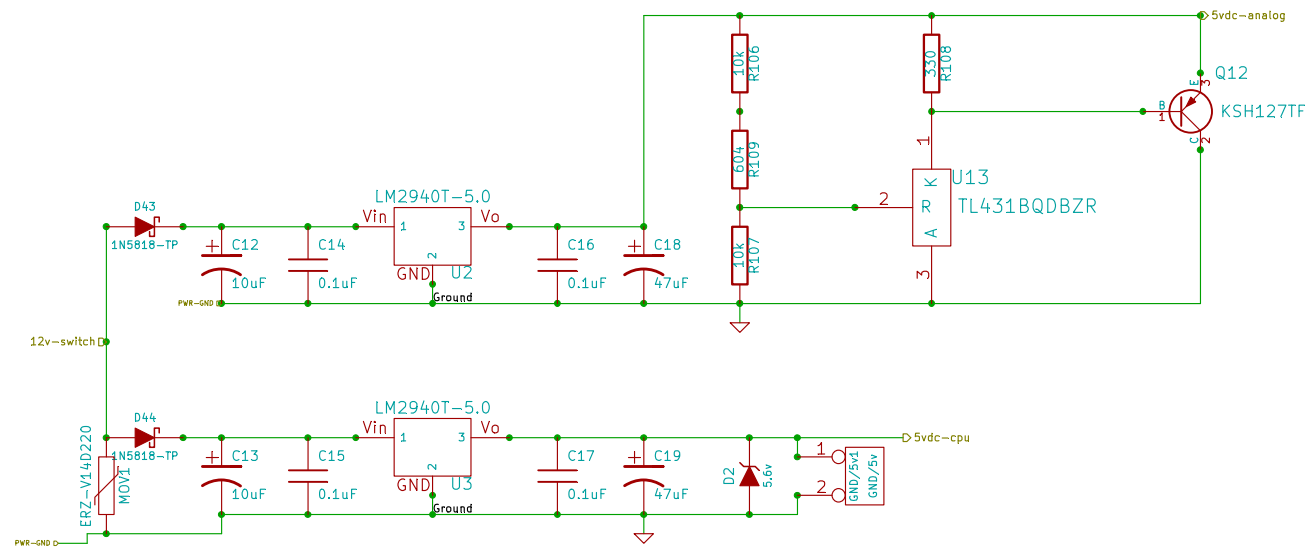 5vdc-analog
10k
R106
330
R108
E
3
Q12
B
1
KSH127TF
C
2
604
R109
1
K
U13
2
R
TL431BQDBZR
A
3
10k
R107
LM2940T-5.0
D43
1N5818-TP
Vin
1
3
Vo
2
GND
U2
Ground
C12
10uF
C14
0.1uF
C16
0.1uF
C18
47uF
PWR-GND
12v-switch
LM2940T-5.0
D44
1N5818-TP
Vin
1
3
Vo
2
GND
U3
Ground
5vdc-cpu
C13
10uF
C15
0.1uF
C17
0.1uF
C19
47uF
D2
5.6v
1
2
GND/5v1
GND/5v
ERZ-V14D220
MOV1
PWR-GND